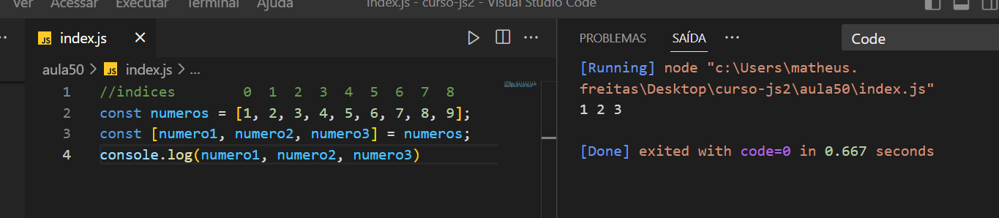 Ver Acessar Executar Terminal Ajuda index.js - curso-js2 - Visual Studio Code
JS index.js
PROBLEMAS SAÍDA ··· Code
aula50 > JS index.js > ...
1 //indices        0  1  2  3  4  5  6  7  8
2 const numeros = [1, 2, 3, 4, 5, 6, 7, 8, 9];
3 const [numero1, numero2, numero3] = numeros;
4 console.log(numero1, numero2, numero3)
[Running] node "c:\Users\matheus.
freitas\Desktop\curso-js2\aula50\index.js"
1 2 3
[Done] exited with code=0 in 0.667 seconds